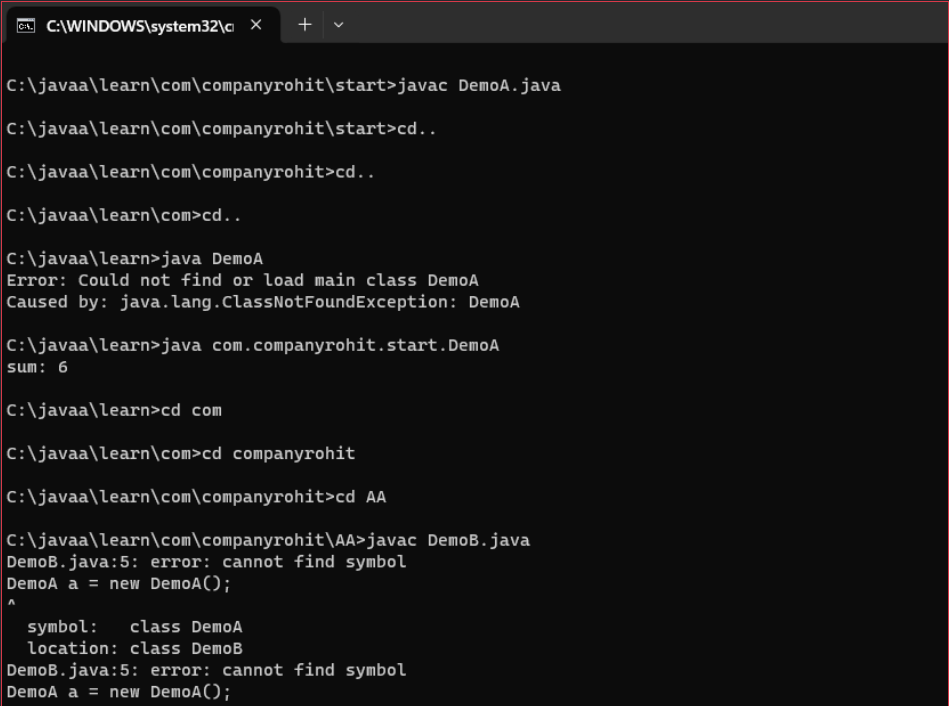 C:\WINDOWS\system32\c
C:\javaa\learn\com\companyrohit\start>javac DemoA.java
C:\javaa\learn\com\companyrohit\start>cd..
C:\javaa\learn\com\companyrohit>cd..
C:\javaa\learn\com>cd..
C:\javaa\learn>java DemoA
Error: Could not find or load main class DemoA
Caused by: java.lang.ClassNotFoundException: DemoA
C:\javaa\learn>java com.companyrohit.start.DemoA
sum: 6
C:\javaa\learn>cd com
C:\javaa\learn\com>cd companyrohit
C:\javaa\learn\com\companyrohit>cd AA
C:\javaa\learn\com\companyrohit\AA>javac DemoB.java
DemoB.java:5: error: cannot find symbol
DemoA a = new DemoA();
^
  symbol:   class DemoA
  location: class DemoB
DemoB.java:5: error: cannot find symbol
DemoA a = new DemoA();